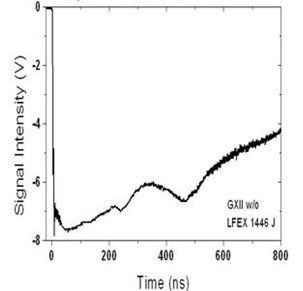 0
-2
-4
-6
-8
Signal Intensity (V)
GXII w/o
LFEX 1446 J
0 200 400 600 800
Time (ns)